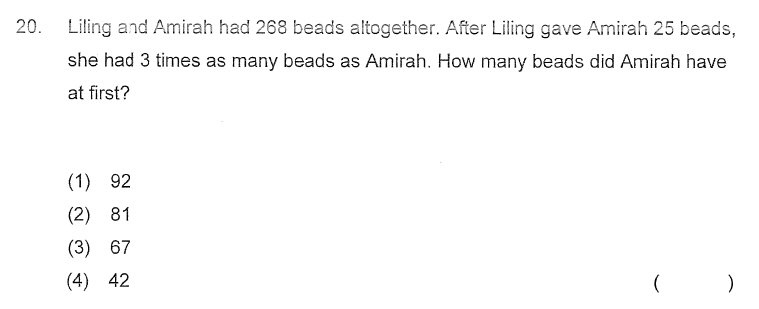 20. Liling and Amirah had 268 beads altogether. After Liling gave Amirah 25 beads,
she had 3 times as many beads as Amirah. How many beads did Amirah have
at first?
(1) 92
(2) 81
(3) 67
(4) 42 ( )